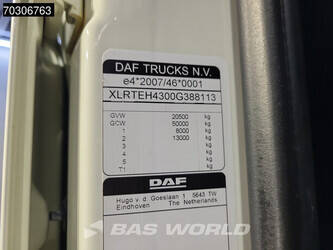 70306763
DAF TRUCKS N.V.
e4*2007/46*0001
XLRTEH4300G388113
GVW 20500 kg
GCW 50000 kg
1 8000 kg
2 13000 kg
3 kg
4 kg
5 kg
T1 kg
DAF
Hugo v. d. Goeslaan 1 5643 TW
Eindhoven The Netherlands
BAS WORLD